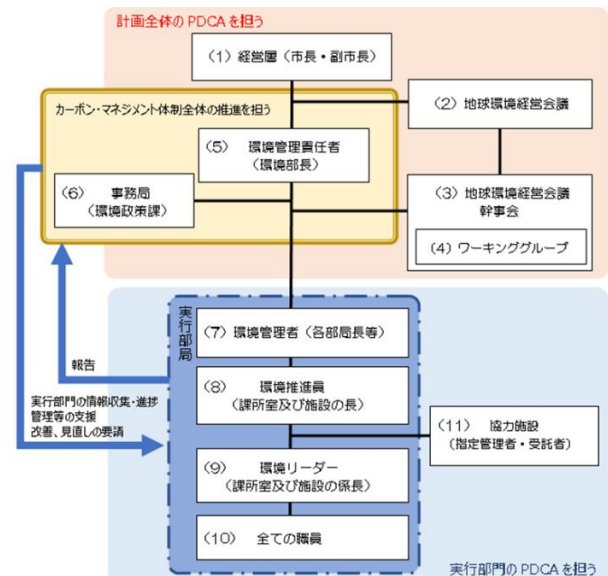 計画全体のPDCAを担う
(1) 経営層(市長・副市長)
カーボン・マネジメント体制全体の推進を担う
(2) 地球環境経営会議
(5) 環境管理責任者
(環境部長)
(6) 事務局
(環境政策課)
(3) 地球環境経営会議
幹事会
(4) ワーキンググループ
実行部局
(7) 環境管理者(各部局長等)
報告
(8) 環境推進員
(課所室及び施設の長)
実行部門の情報収集・進捗
管理等の支援
改善、見直しの要請
(11) 協力施設
(指定管理者・受託者)
(9) 環境リーダー
(課所室及び施設の係長)
(10) 全ての職員
実行部門のPDCAを担う